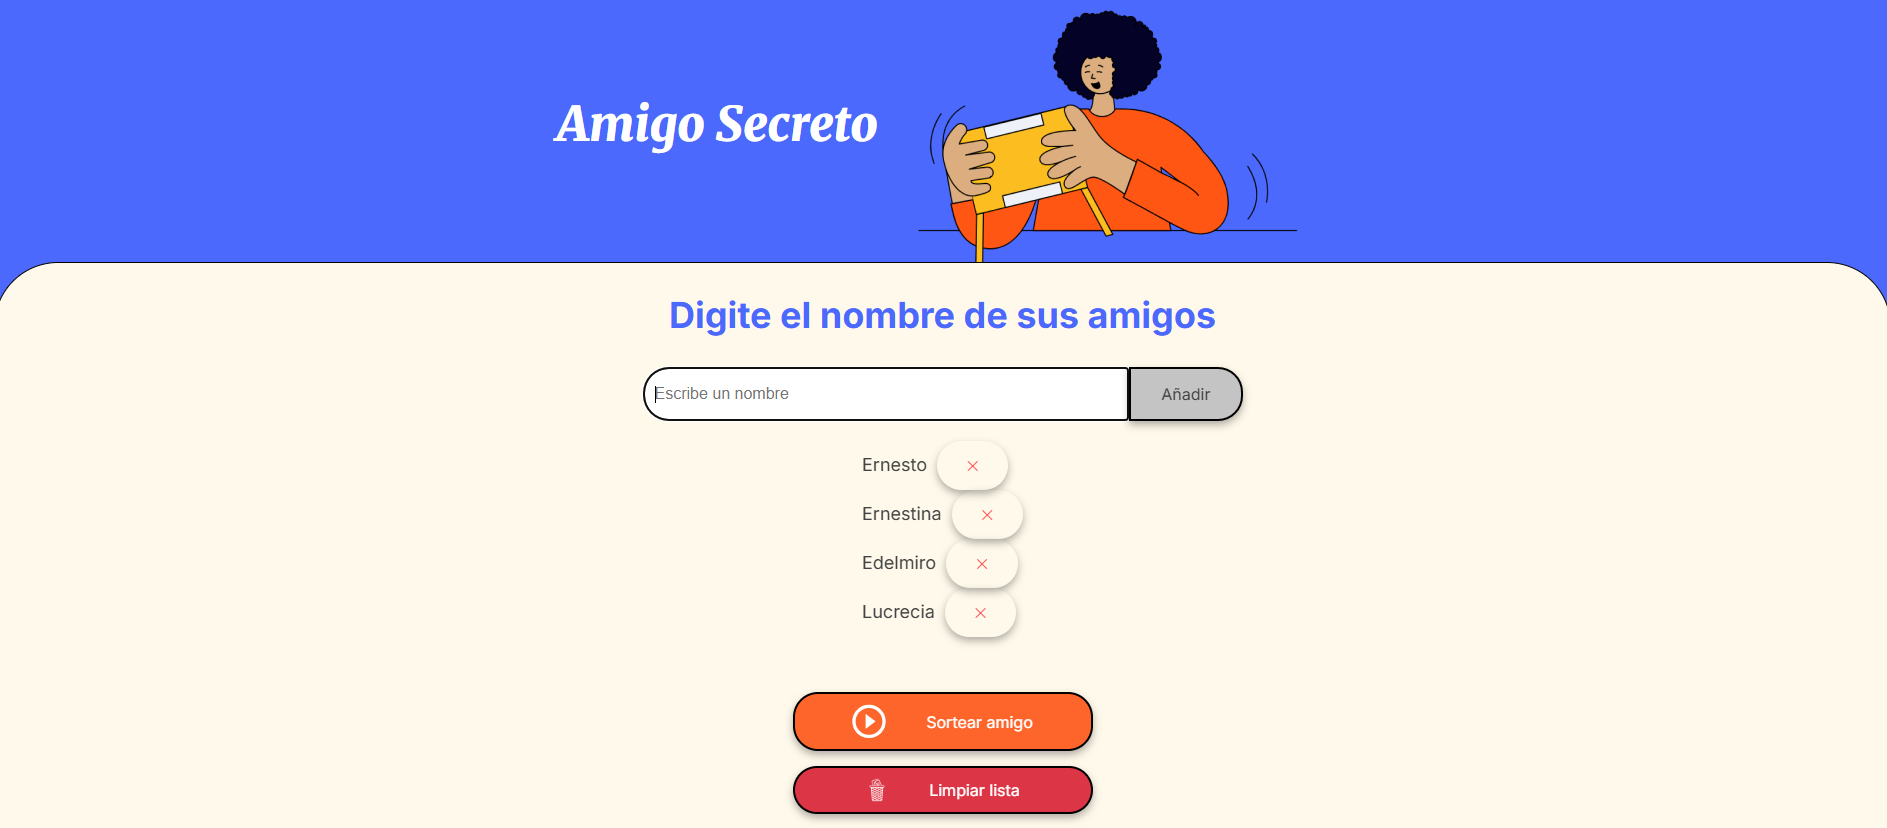 Amigo Secreto
Digite el nombre de sus amigos
Escribe un nombre
Añadir
Ernesto
Ernestina
Edelmiro
Lucrecia
Sortear amigo
Limpiar lista